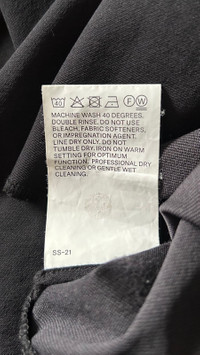 40 F W
MACHINE WASH 40 DEGREES.
DOUBLE RINSE. DO NOT USE
BLEACH, FABRIC SOFTENERS,
OR IMPREGNATION AGENT.
LINE DRY ONLY. DO NOT
TUMBLE DRY. IRON ON WARM
SETTING FOR OPTIMUM
FUNCTION. PROFESSIONAL DRY
CLEANING OR GENTLE WET
CLEANING.
SS-21